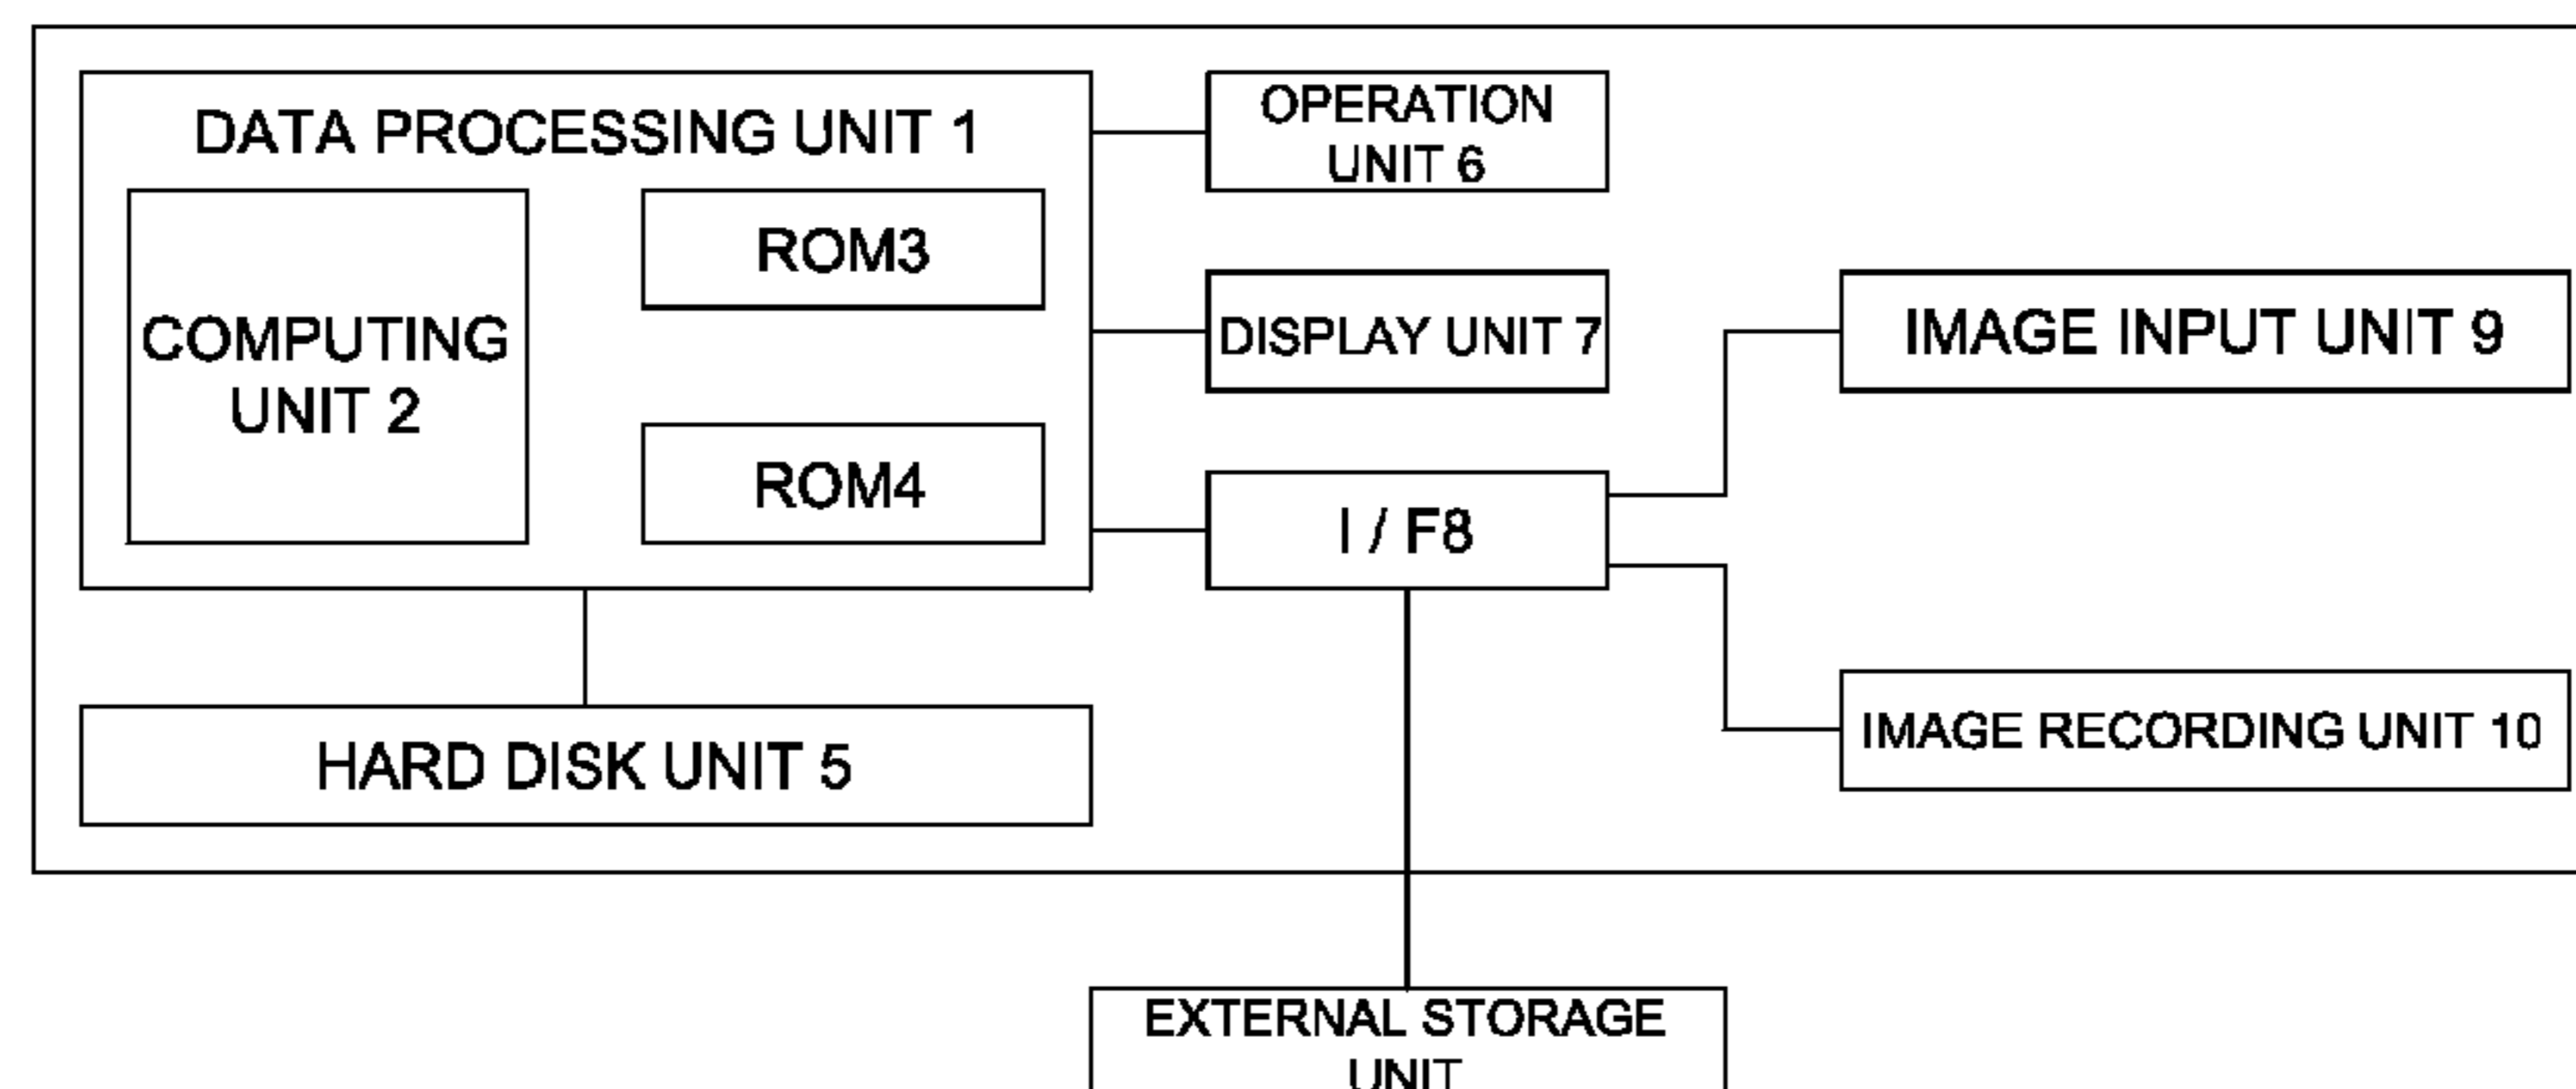 DATA PROCESSING UNIT 1
COMPUTING
UNIT 2
ROM3
ROM4
HARD DISK UNIT 5
OPERATION
UNIT 6
DISPLAY UNIT 7
I / F8
IMAGE INPUT UNIT 9
IMAGE RECORDING UNIT 10
EXTERNAL STORAGE
UNIT